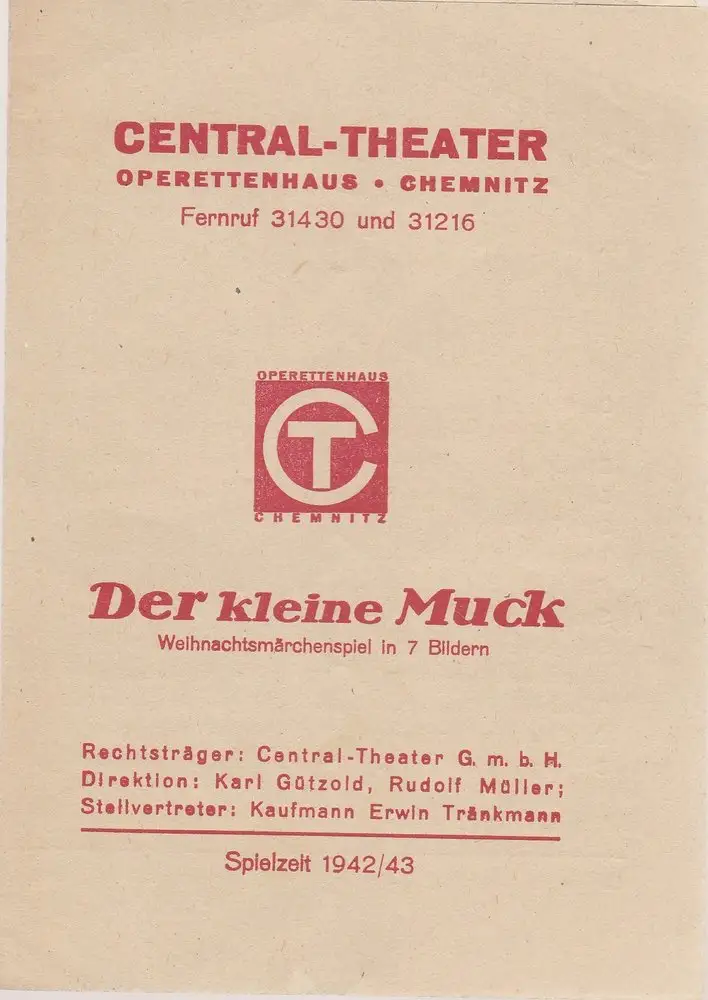 CENTRAL-THEATER
OPERETTENHAUS • CHEMNITZ
Fernruf 31430 und 31216
OPERETTENHAUS
CT
CHEMNITZ
Der kleine Muck
Weihnachtsmärchenspiel in 7 Bildern
Rechtsträger: Central-Theater G. m. b. H.
Direktion: Karl Gützold, Rudolf Müller;
Stellvertreter: Kaufmann Erwin Tränkmann
Spielzeit 1942/43